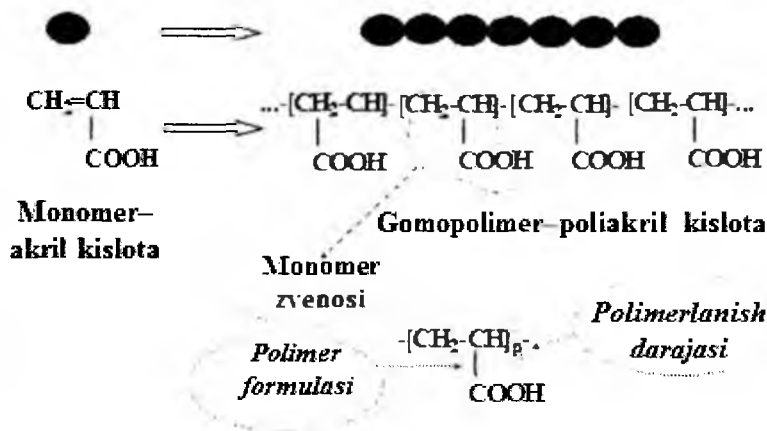 CH₂=CH
COOH
...-[CH₂-CH]-[CH₂-CH]-[CH₂-CH]-[CH₂-CH]-...
COOH COOH COOH COOH
Monomer–
akril kislota
Gomopolimer–poliakril kislota
Monomer
zvenosi
Polimer
formulasi
-[CH₂-CH]ₚ-
COOH
Polimerlanish
darajasi